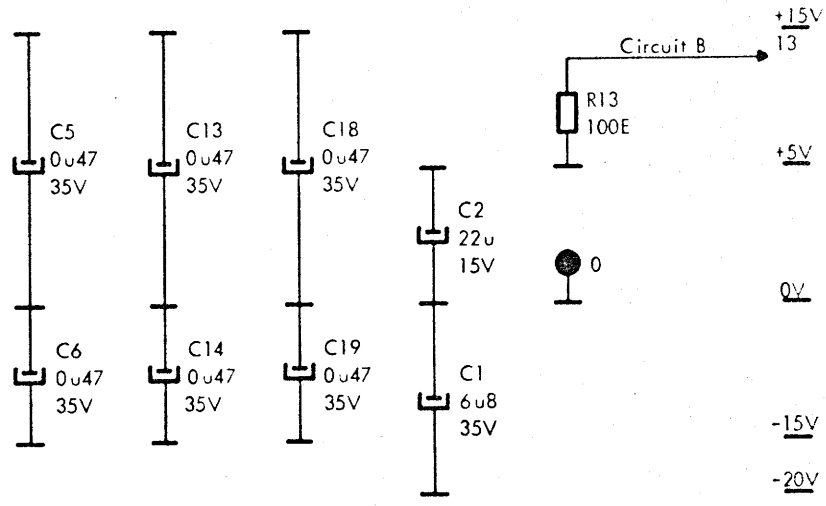 +15V
13
Circuit B
R13
100E
C5
0u47
35V
C13
0u47
35V
C18
0u47
35V
+5V
C2
22u
15V
0
0V
C6
0u47
35V
C14
0u47
35V
C19
0u47
35V
C1
6u8
35V
-15V
-20V